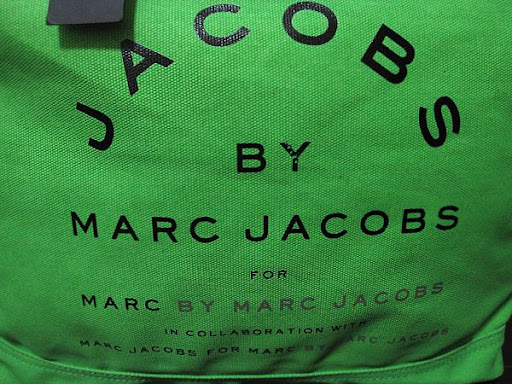 JACOBS
BY
MARC JACOBS
FOR
MARC BY MARC JACOBS
IN COLLABORATION WITH
MARC JACOBS FOR MARC BY MARC JACOBS